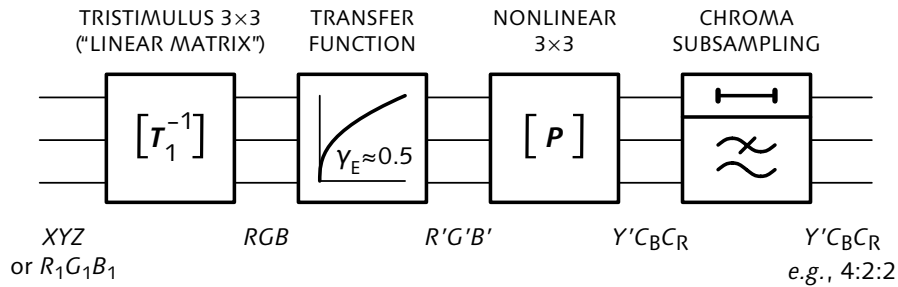 TRISTIMULUS 3×3
(“LINEAR MATRIX”)
TRANSFER
FUNCTION
NONLINEAR
3×3
CHROMA
SUBSAMPLING
[T₁⁻¹]
γE≈0.5
[P]
XYZ
or R₁G₁B₁
RGB
R'G'B'
Y'CBCR
Y'CBCR
e.g., 4:2:2